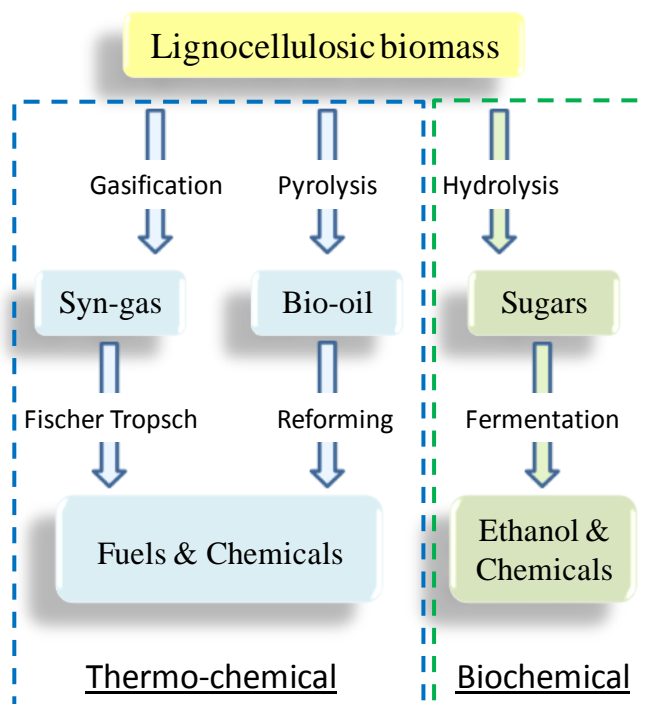 Lignocellulosic biomass
Gasification
Pyrolysis
Hydrolysis
Syn-gas
Bio-oil
Sugars
Fischer Tropsch
Reforming
Fermentation
Fuels & Chemicals
Ethanol &
Chemicals
Thermo-chemical
Biochemical